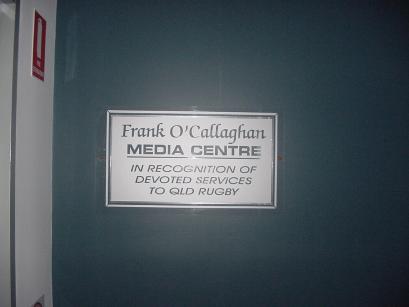 Frank O'Callaghan
MEDIA CENTRE
IN RECOGNITION OF
DEVOTED SERVICES
TO QLD RUGBY